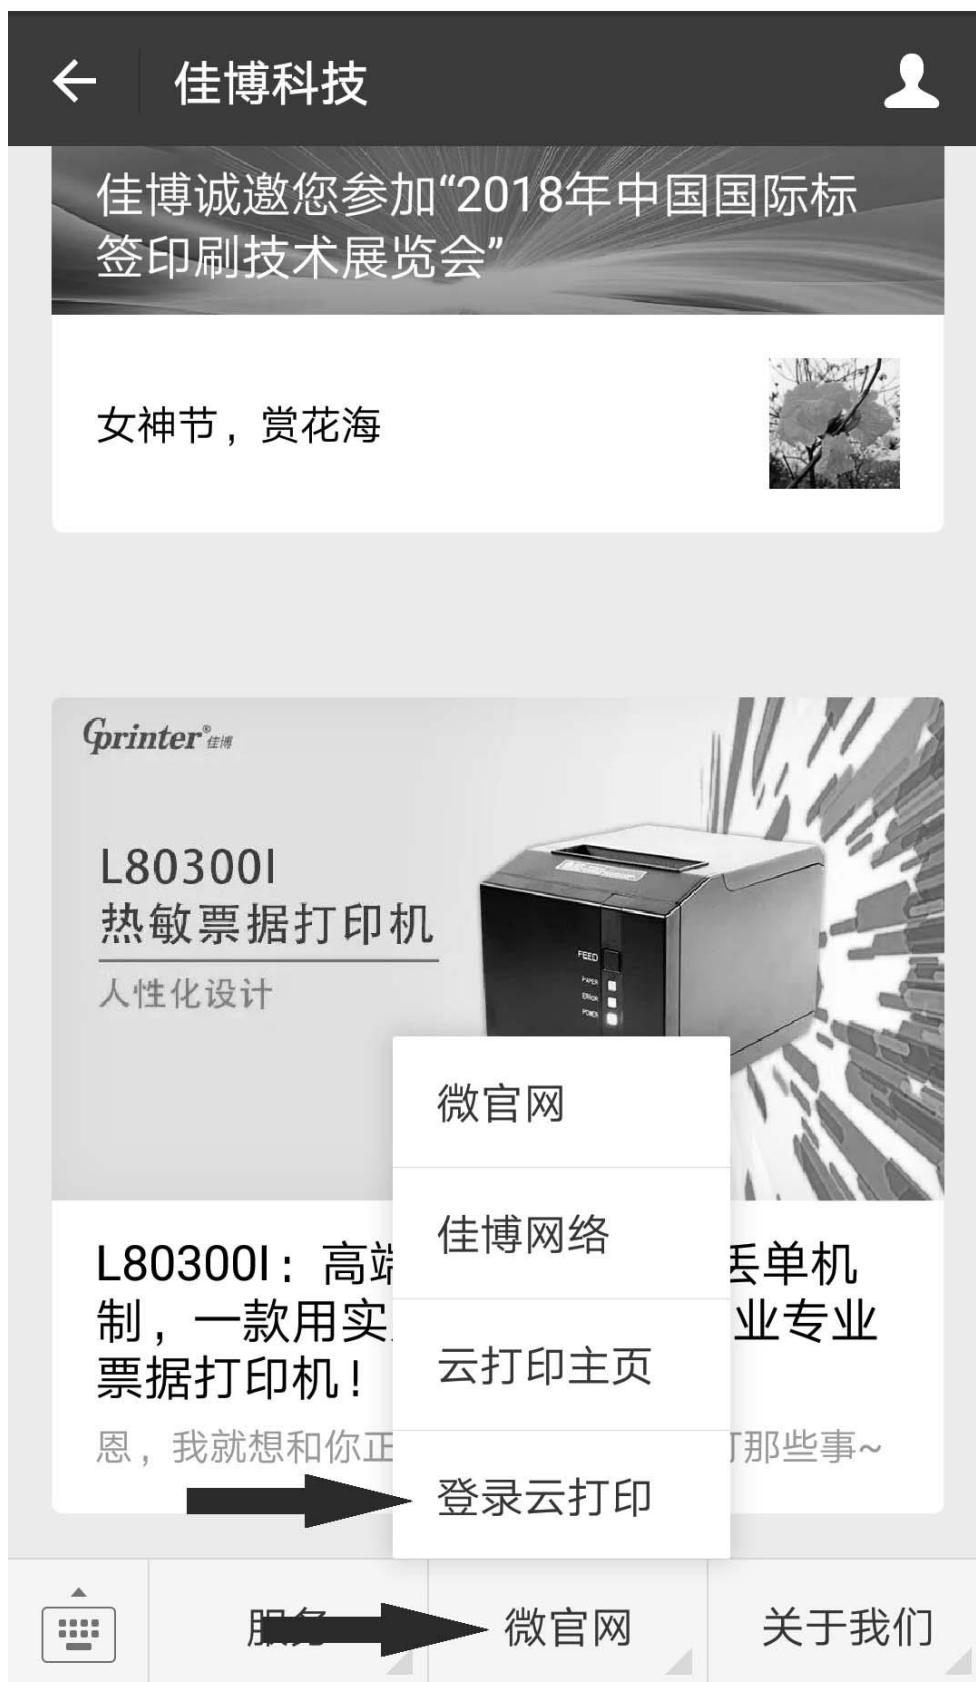 佳博科技
佳博诚邀您参加“2018年中国国际标
签印刷技术展览会”
女神节，赏花海
Gprinter®佳博
L80300I
热敏票据打印机
人性化设计
FEED
PAPER
ERROR
POWER
微官网
佳博网络
云打印主页
登录云打印
L80300I：高端 丢单机
制，一款用实 业专业
票据打印机！
恩，我就想和你正 那些事~
服务
微官网
关于我们